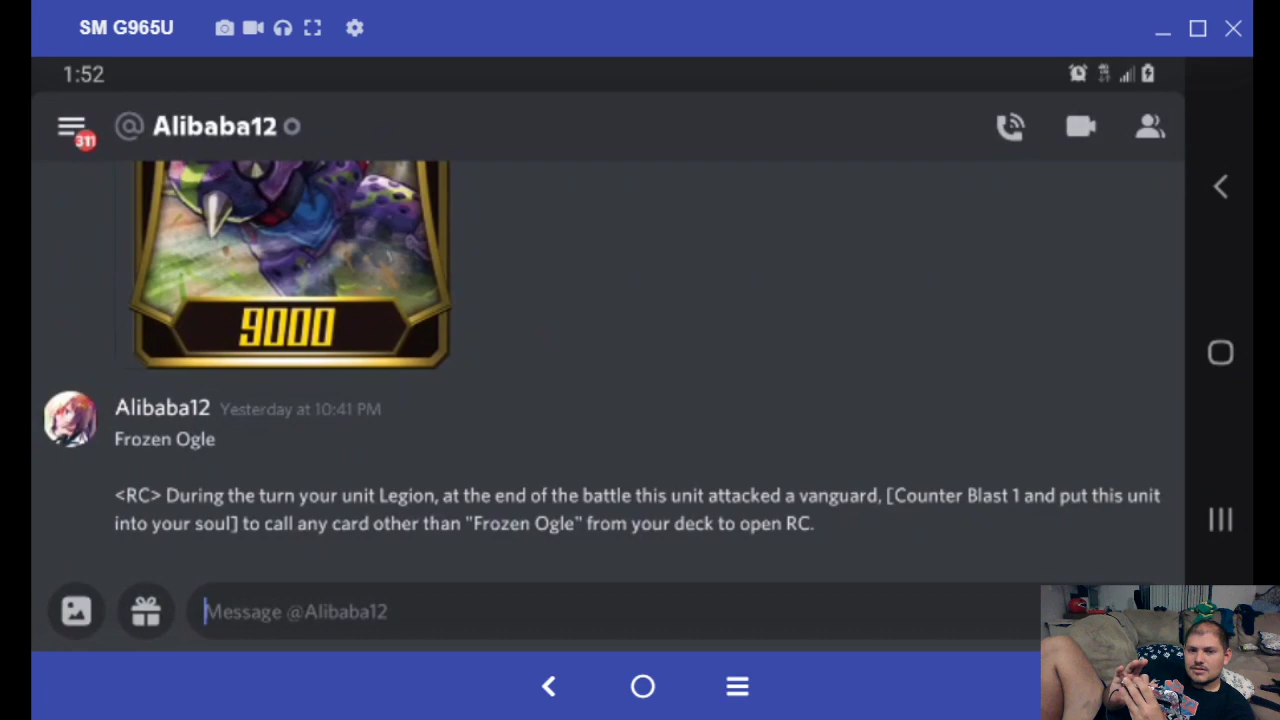 SM G965U
1:52
311
@ Alibaba12
9000
Alibaba12 Yesterday at 10:41 PM
Frozen Ogle
<RC> During the turn your unit Legion, at the end of the battle this unit attacked a vanguard, [Counter Blast 1 and put this unit
into your soul] to call any card other than "Frozen Ogle" from your deck to open RC.
Message @Alibaba12